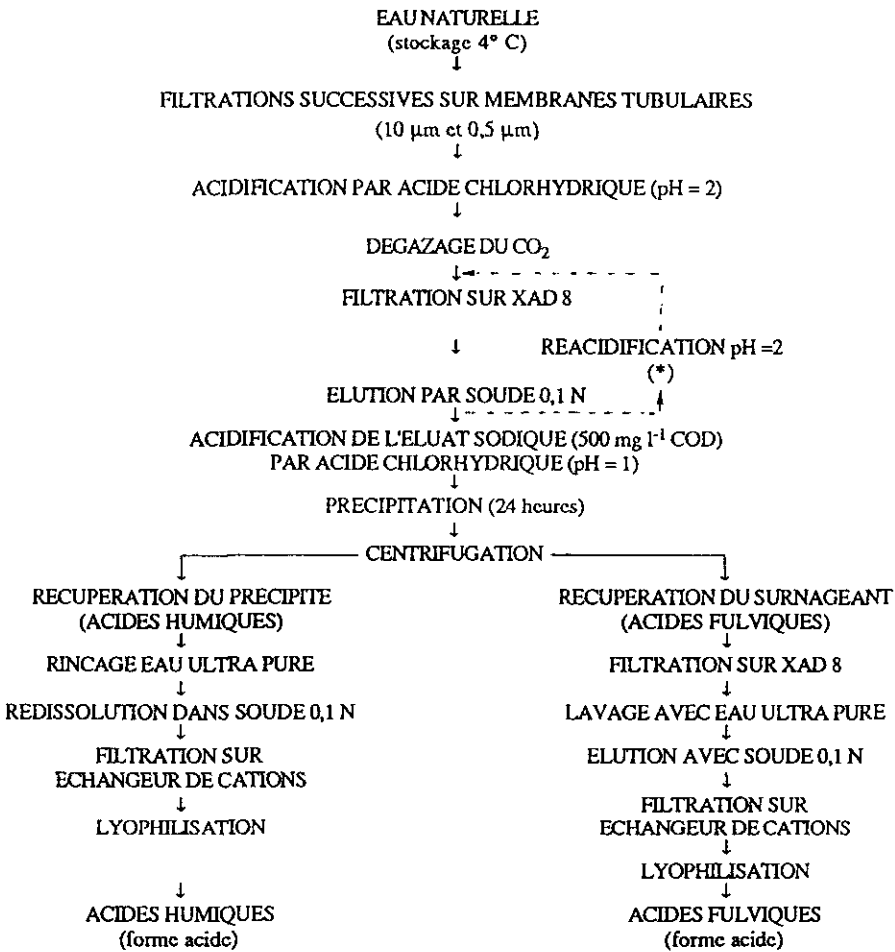 EAU NATURELLE
(stockage 4° C)
↓
FILTRATIONS SUCCESSIVES SUR MEMBRANES TUBULAIRES
(10 µm et 0,5 µm)
↓
ACIDIFICATION PAR ACIDE CHLORHYDRIQUE (pH = 2)
↓
DEGAZAGE DU CO₂
↓
FILTRATION SUR XAD 8
↓ REACIDIFICATION pH =2
(*)
ELUTION PAR SOUDE 0,1 N
↓
ACIDIFICATION DE L'ELUAT SODIQUE (500 mg l⁻¹ COD)
PAR ACIDE CHLORHYDRIQUE (pH = 1)
↓
PRECIPITATION (24 heures)
↓
CENTRIFUGATION
↓
RECUPERATION DU PRECIPITE
(ACIDES HUMIQUES)
↓
RINCAGE EAU ULTRA PURE
↓
REDISSOLUTION DANS SOUDE 0,1 N
↓
FILTRATION SUR
ECHANGEUR DE CATIONS
↓
LYOPHILISATION
↓
ACIDES HUMIQUES
(forme acide)
↓
RECUPERATION DU SURNAGEANT
(ACIDES FULVIQUES)
↓
FILTRATION SUR XAD 8
↓
LAVAGE AVEC EAU ULTRA PURE
↓
ELUTION AVEC SOUDE 0,1 N
↓
FILTRATION SUR
ECHANGEUR DE CATIONS
↓
LYOPHILISATION
↓
ACIDES FULVIQUES
(forme acide)